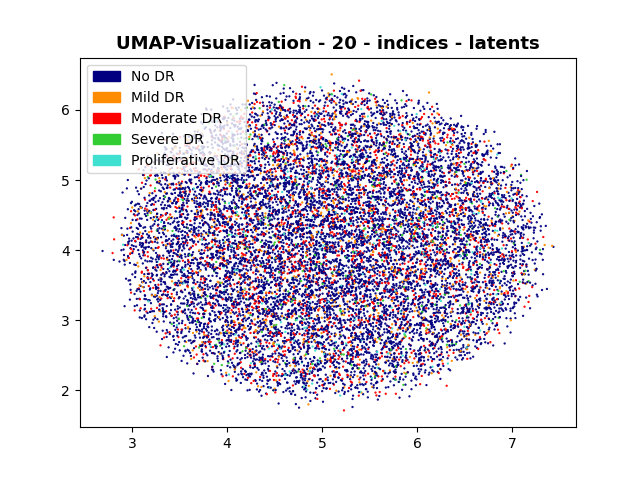 UMAP-Visualization - 20 - indices - latents
No DR
Mild DR
Moderate DR
Severe DR
Proliferative DR
6
5
4
3
2
3 4 5 6 7